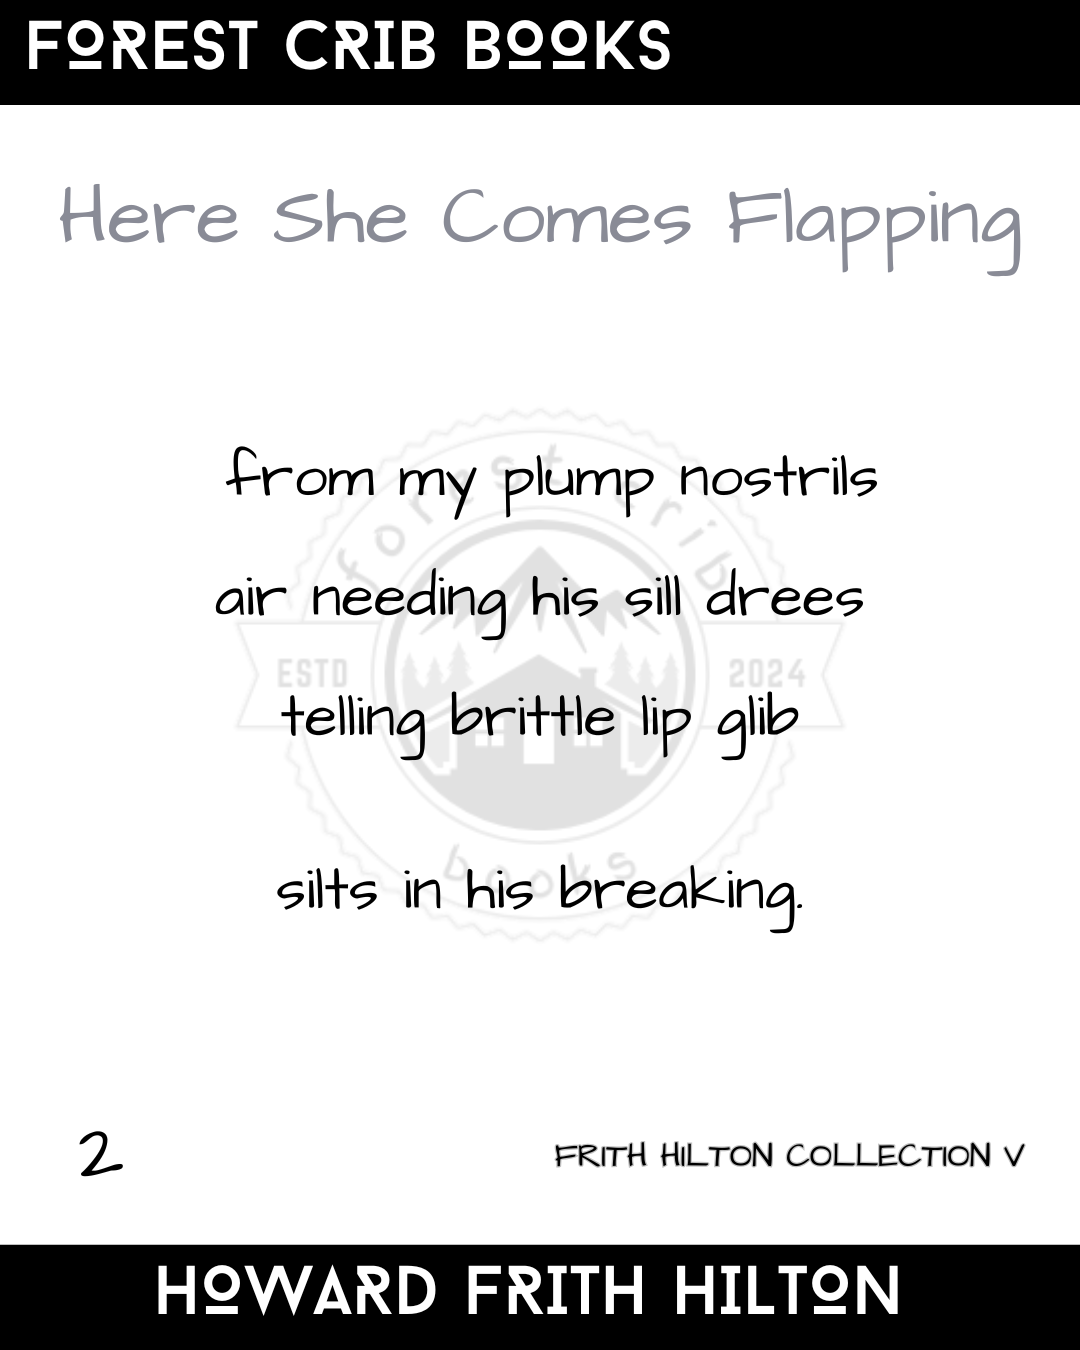 FOREST CRIB BOOKS
Here She Comes Flapping
from my plump nostrils
air needing his sill drees
telling brittle lip glib
silts in his breaking.
forest crib
ESTD 2024
books
2
FRITH HILTON COLLECTION V
HOWARD FRITH HILTON